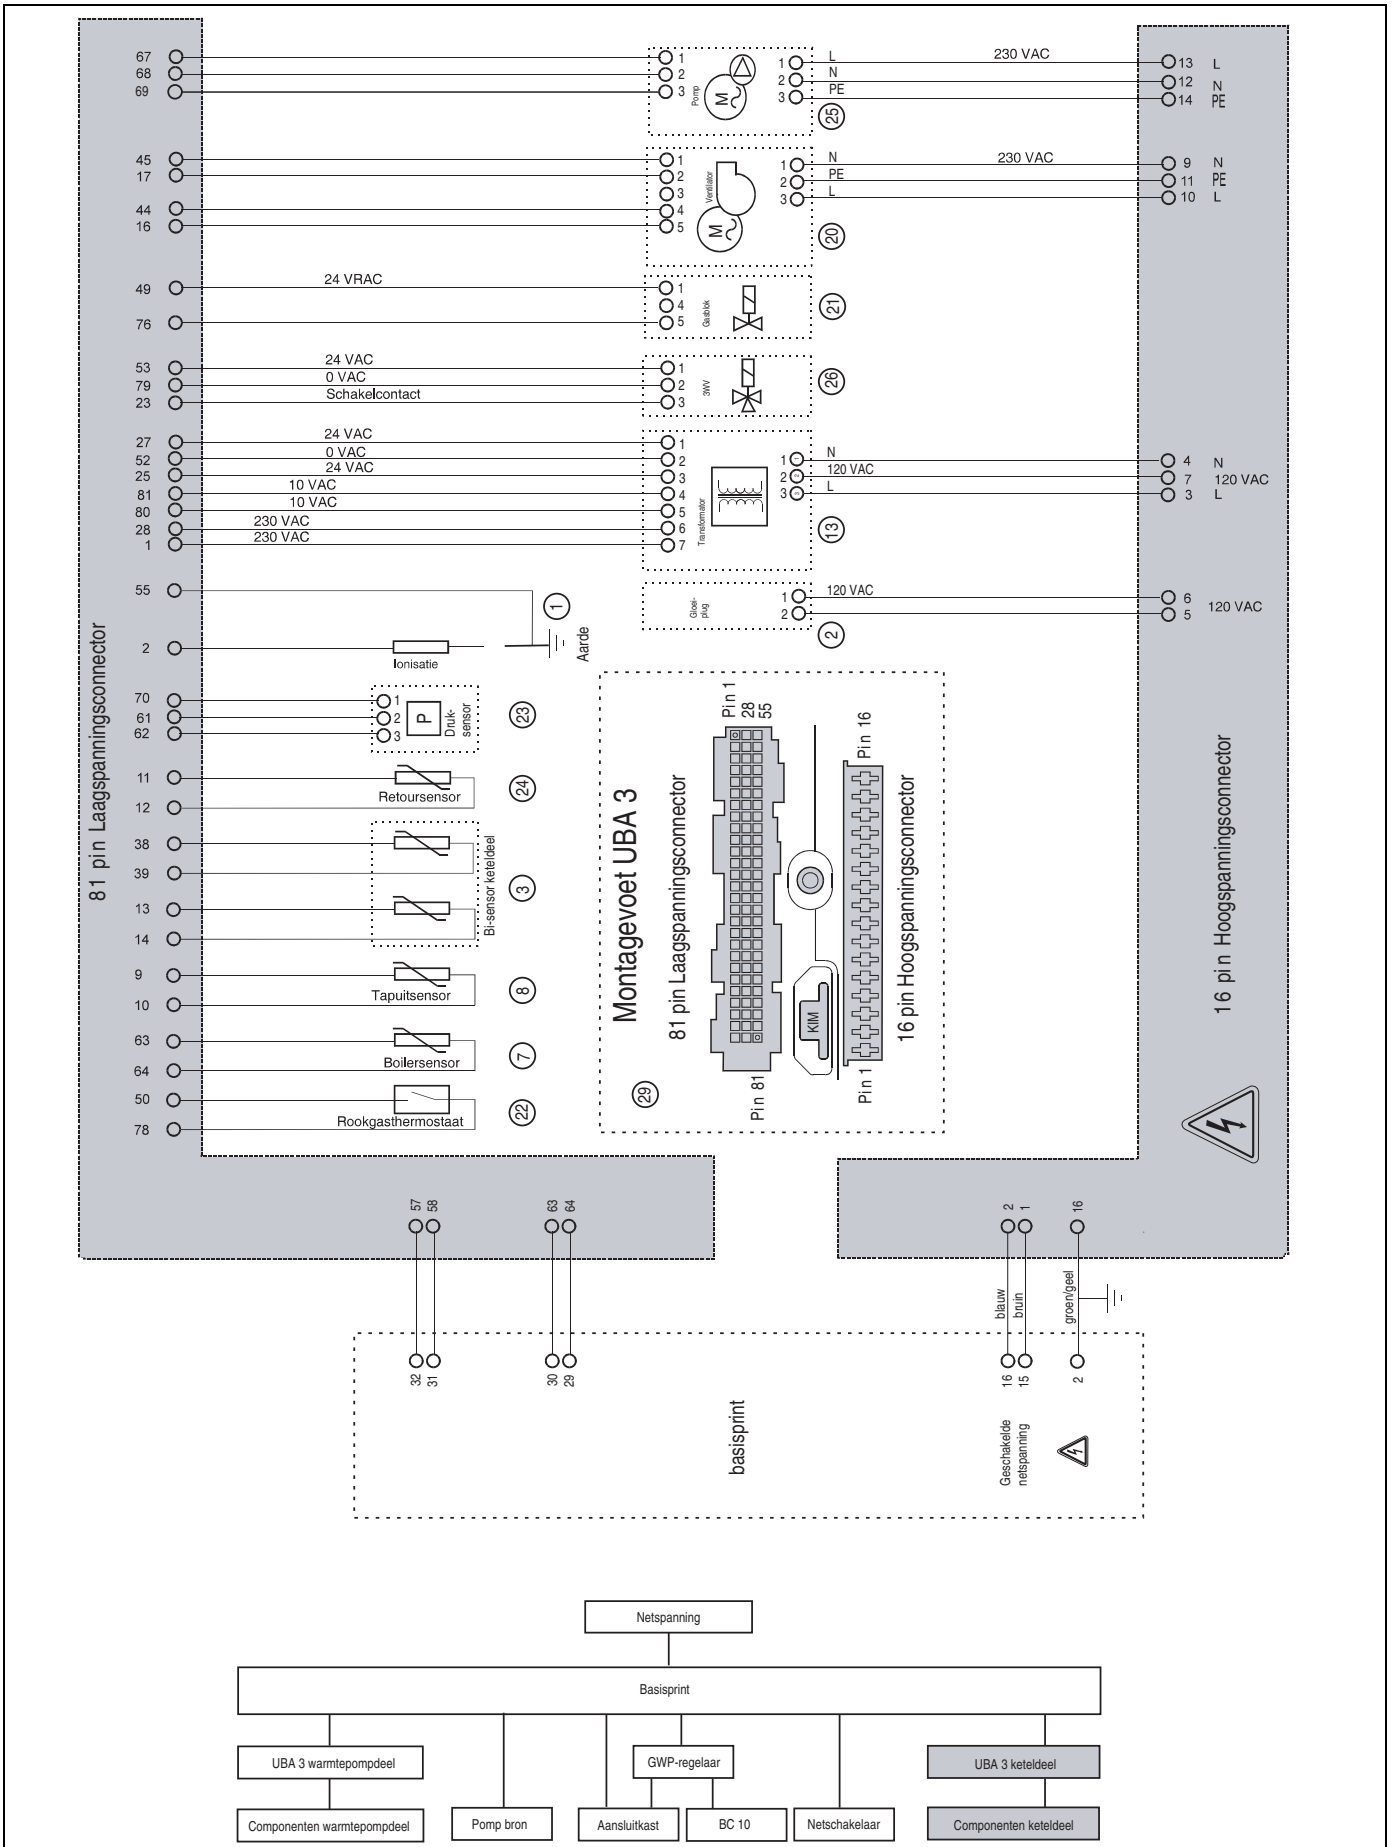 81 pin Laagspanningsconnector
67
68
69
1
2
3
Pomp
M
1 L 230 VAC 13 L
2 N 12 N
3 PE 14 PE
25
45
17
44
16
1
2
3
4
5
Ventilator
M
1 N 230 VAC 9 N
2 PE 11 PE
3 L 10 L
20
49 24 VRAC 1
4
76 5
Gasblok
21
53 24 VAC 1
79 0 VAC 2
23 Schakelcontact 3
3WV
26
27 24 VAC 1
52 0 VAC 2
25 24 VAC 3
81 10 VAC 4
80 10 VAC 5
28 230 VAC 6
1 230 VAC 7
Transformator
1 1 N 4 N
2 2 120 VAC 7 120 VAC
3 3 L 3 L
13
Gloei-
plug
1 120 VAC 6
2 5
120 VAC
2
55
1
Aarde
2
Ionisatie
70 1
61 2
62 3
P
Druk-
sensor
23
11
Retoursensor
12
24
38
39
13
14
Bi-sensor keteldeel
3
9
Tapuitsensor
10
8
63
Boilersensor
64
7
50
Rookgasthermostaat
78
22
Montagevoet UBA 3
81 pin Laagspanningsconnector
Pin 1
28
55
Pin 81
KIM
Pin 16
Pin 1
16 pin Hoogspanningsconnector
29
16 pin Hoogspanningsconnector
57
58
63
64
2
1
16
blauw
bruin
groen/geel
32
31
30
29
16
15
2
basisprint
Geschakelde
netspanning
Netspanning
Basisprint
UBA 3 warmtepompdeel
GWP-regelaar
UBA 3 keteldeel
Componenten warmtepompdeel
Pomp bron
Aansluitkast
BC 10
Netschakelaar
Componenten keteldeel